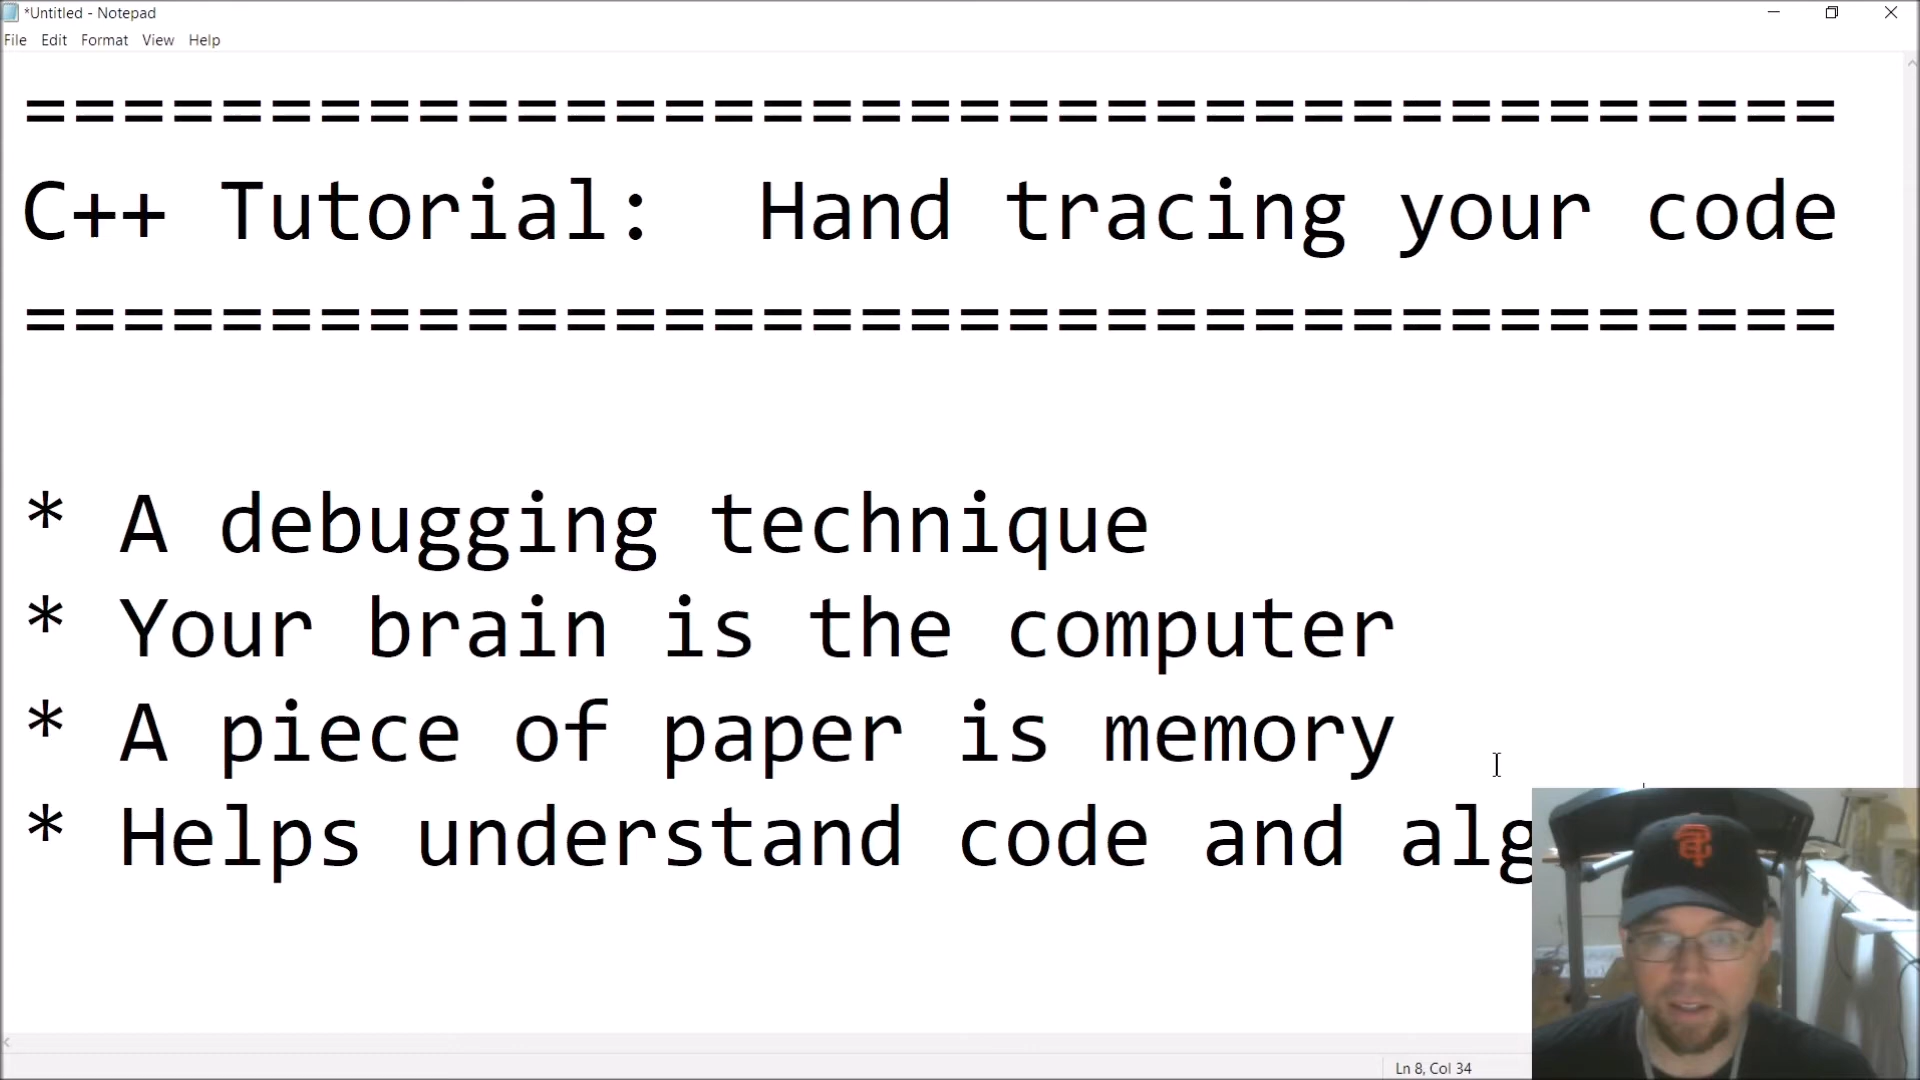 *Untitled - Notepad
File Edit Format View Help
=====================================
C++ Tutorial:  Hand tracing your code
=====================================
* A debugging technique
* Your brain is the computer
* A piece of paper is memory
* Helps understand code and
Ln 8, Col 34